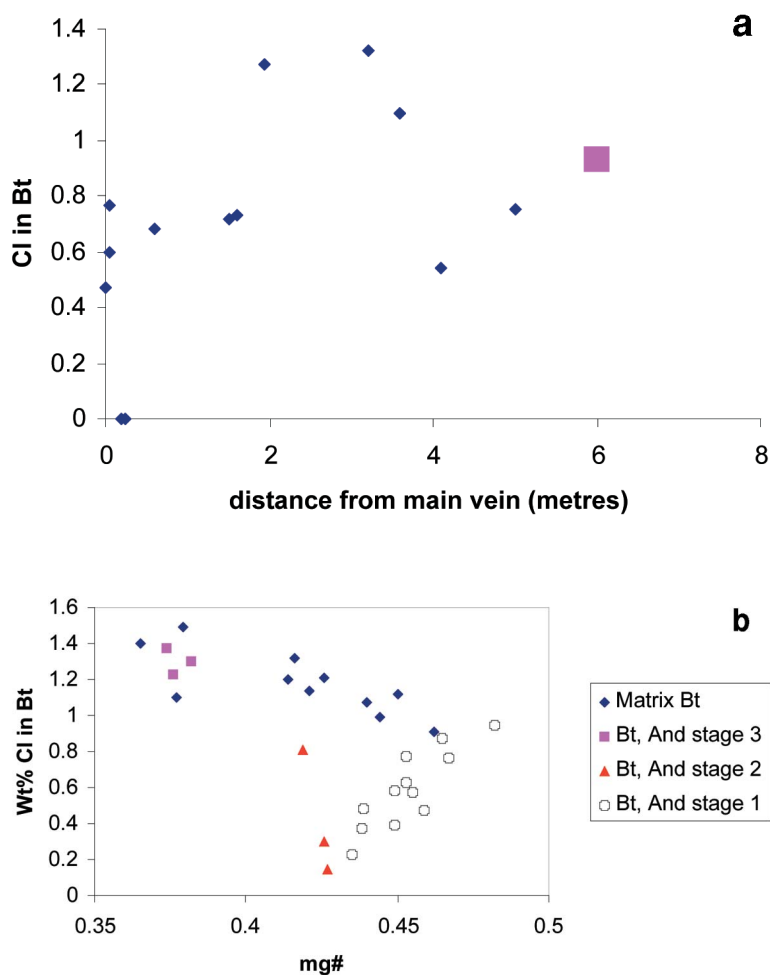 a
1.4
1.2
1
0.8
0.6
0.4
0.2
0
Cl in Bt
0 2 4 6 8
distance from main vein (metres)
b
1.6
1.4
1.2
1
0.8
0.6
0.4
0.2
0
Wt% Cl in Bt
0.35 0.4 0.45 0.5
mg#
Matrix Bt
Bt, And stage 3
Bt, And stage 2
Bt, And stage 1